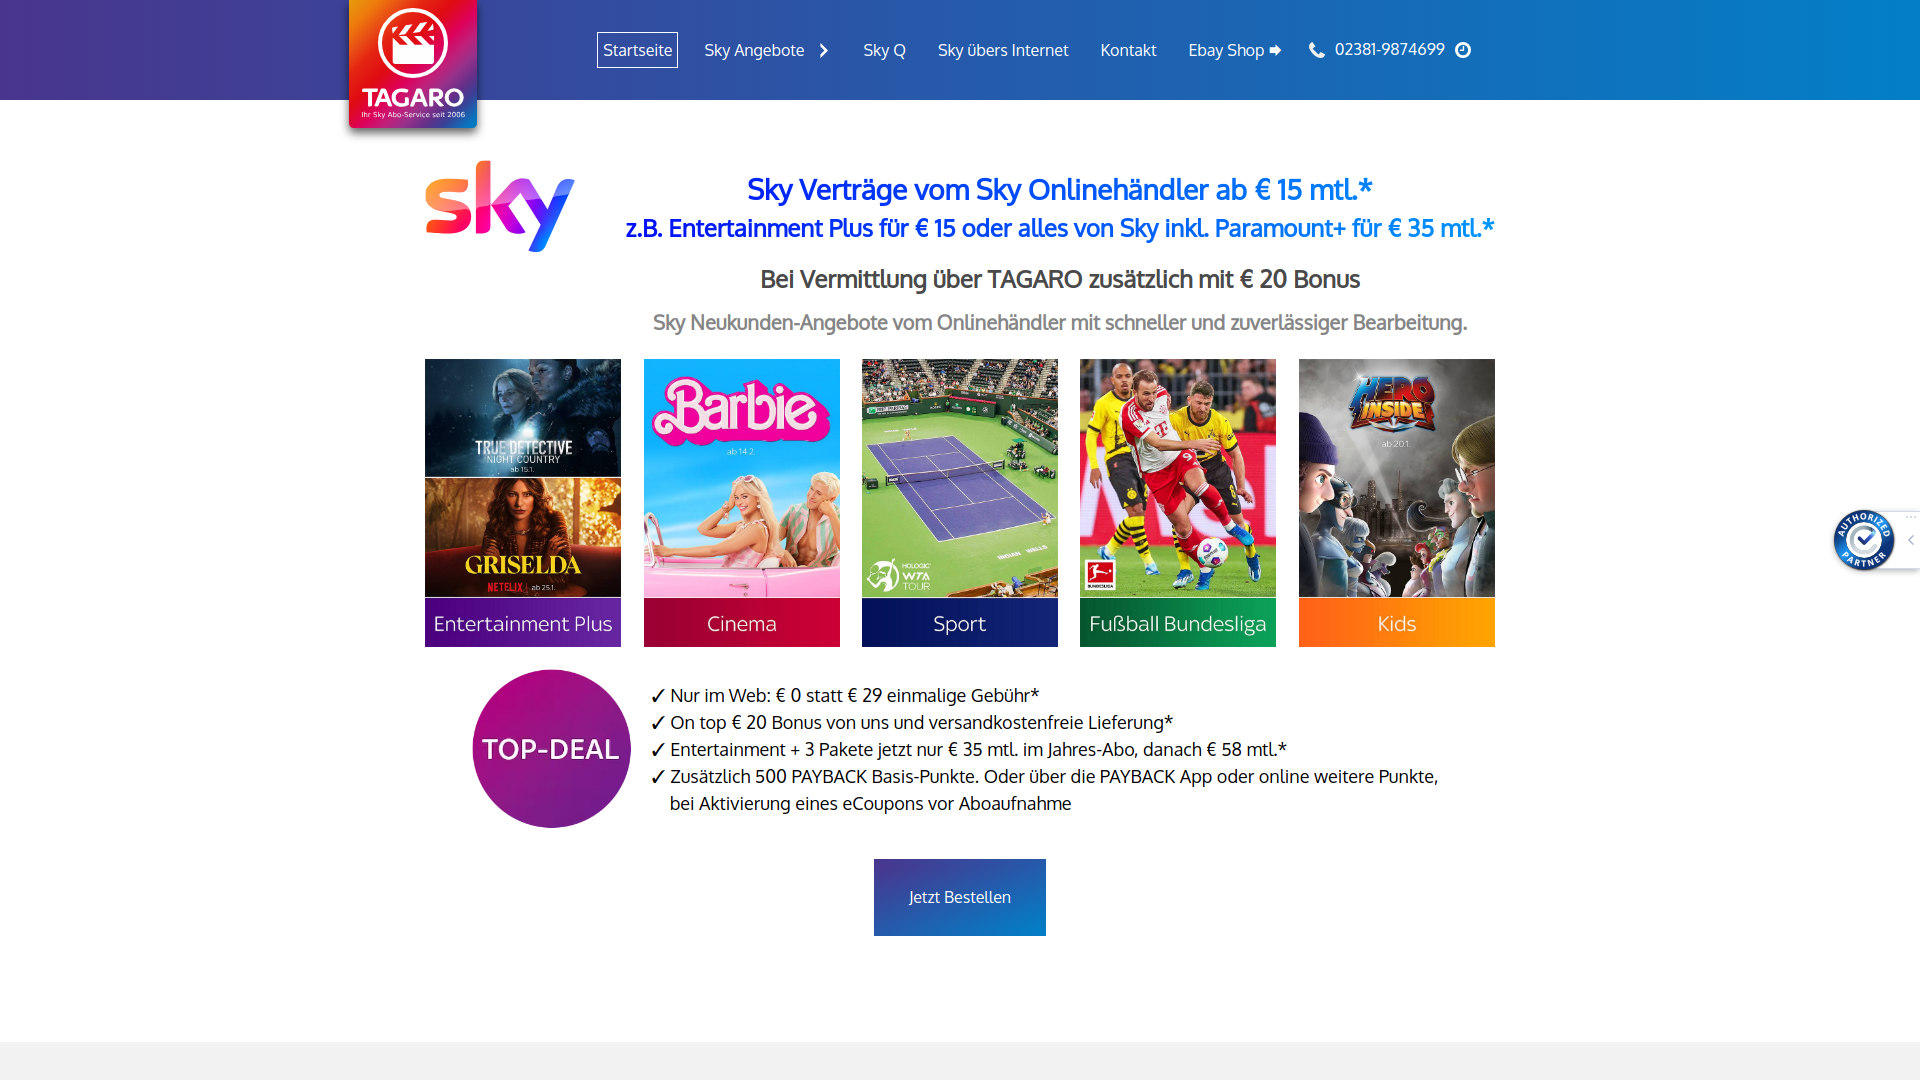 TAGARO
Ihr Sky Abo-Service seit 2006
Startseite
Sky Angebote
Sky Q
Sky übers Internet
Kontakt
Ebay Shop
02381-9874699
sky
Sky Verträge vom Sky Onlinehändler ab € 15 mtl.*
z.B. Entertainment Plus für € 15 oder alles von Sky inkl. Paramount+ für € 35 mtl.*
Bei Vermittlung über TAGARO zusätzlich mit € 20 Bonus
Sky Neukunden-Angebote vom Onlinehändler mit schneller und zuverlässiger Bearbeitung.
TRUE DETECTIVE
NIGHT COUNTRY
ab 15.1.
GRISELDA
NETFLIX ab 25.1.
Entertainment Plus
Barbie
ab 14.2.
Cinema
INDIAN WELLS
HOLOGIC
WTA
TOUR
Sport
BUNDESLIGA
Fußball Bundesliga
HERO
INSIDE
ab 20.1.
Kids
AUTHORIZED
PARTNER
TOP-DEAL
✓ Nur im Web: € 0 statt € 29 einmalige Gebühr*
✓ On top € 20 Bonus von uns und versandkostenfreie Lieferung*
✓ Entertainment + 3 Pakete jetzt nur € 35 mtl. im Jahres-Abo, danach € 58 mtl.*
✓ Zusätzlich 500 PAYBACK Basis-Punkte. Oder über die PAYBACK App oder online weitere Punkte,
bei Aktivierung eines eCoupons vor Aboaufnahme
Jetzt Bestellen